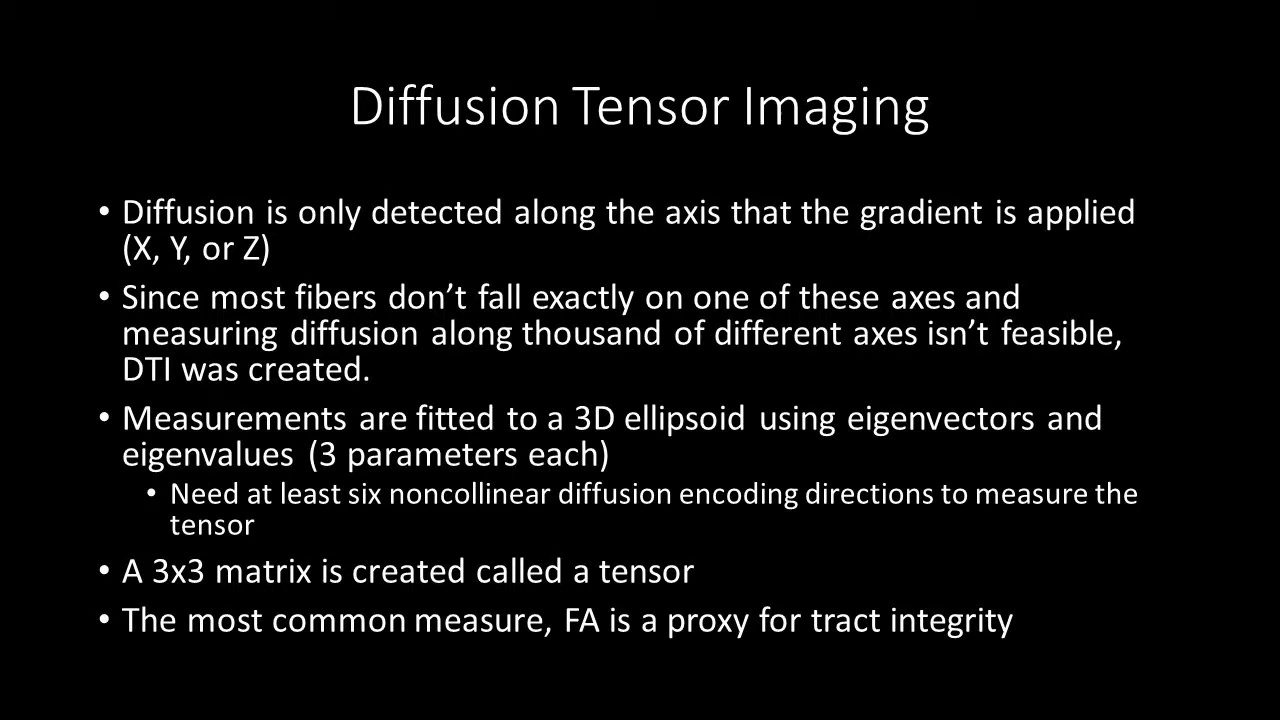 Diffusion Tensor Imaging
• Diffusion is only detected along the axis that the gradient is applied
(X, Y, or Z)
• Since most fibers don’t fall exactly on one of these axes and
measuring diffusion along thousand of different axes isn’t feasible,
DTI was created.
• Measurements are fitted to a 3D ellipsoid using eigenvectors and
eigenvalues (3 parameters each)
• Need at least six noncollinear diffusion encoding directions to measure the
tensor
• A 3x3 matrix is created called a tensor
• The most common measure, FA is a proxy for tract integrity